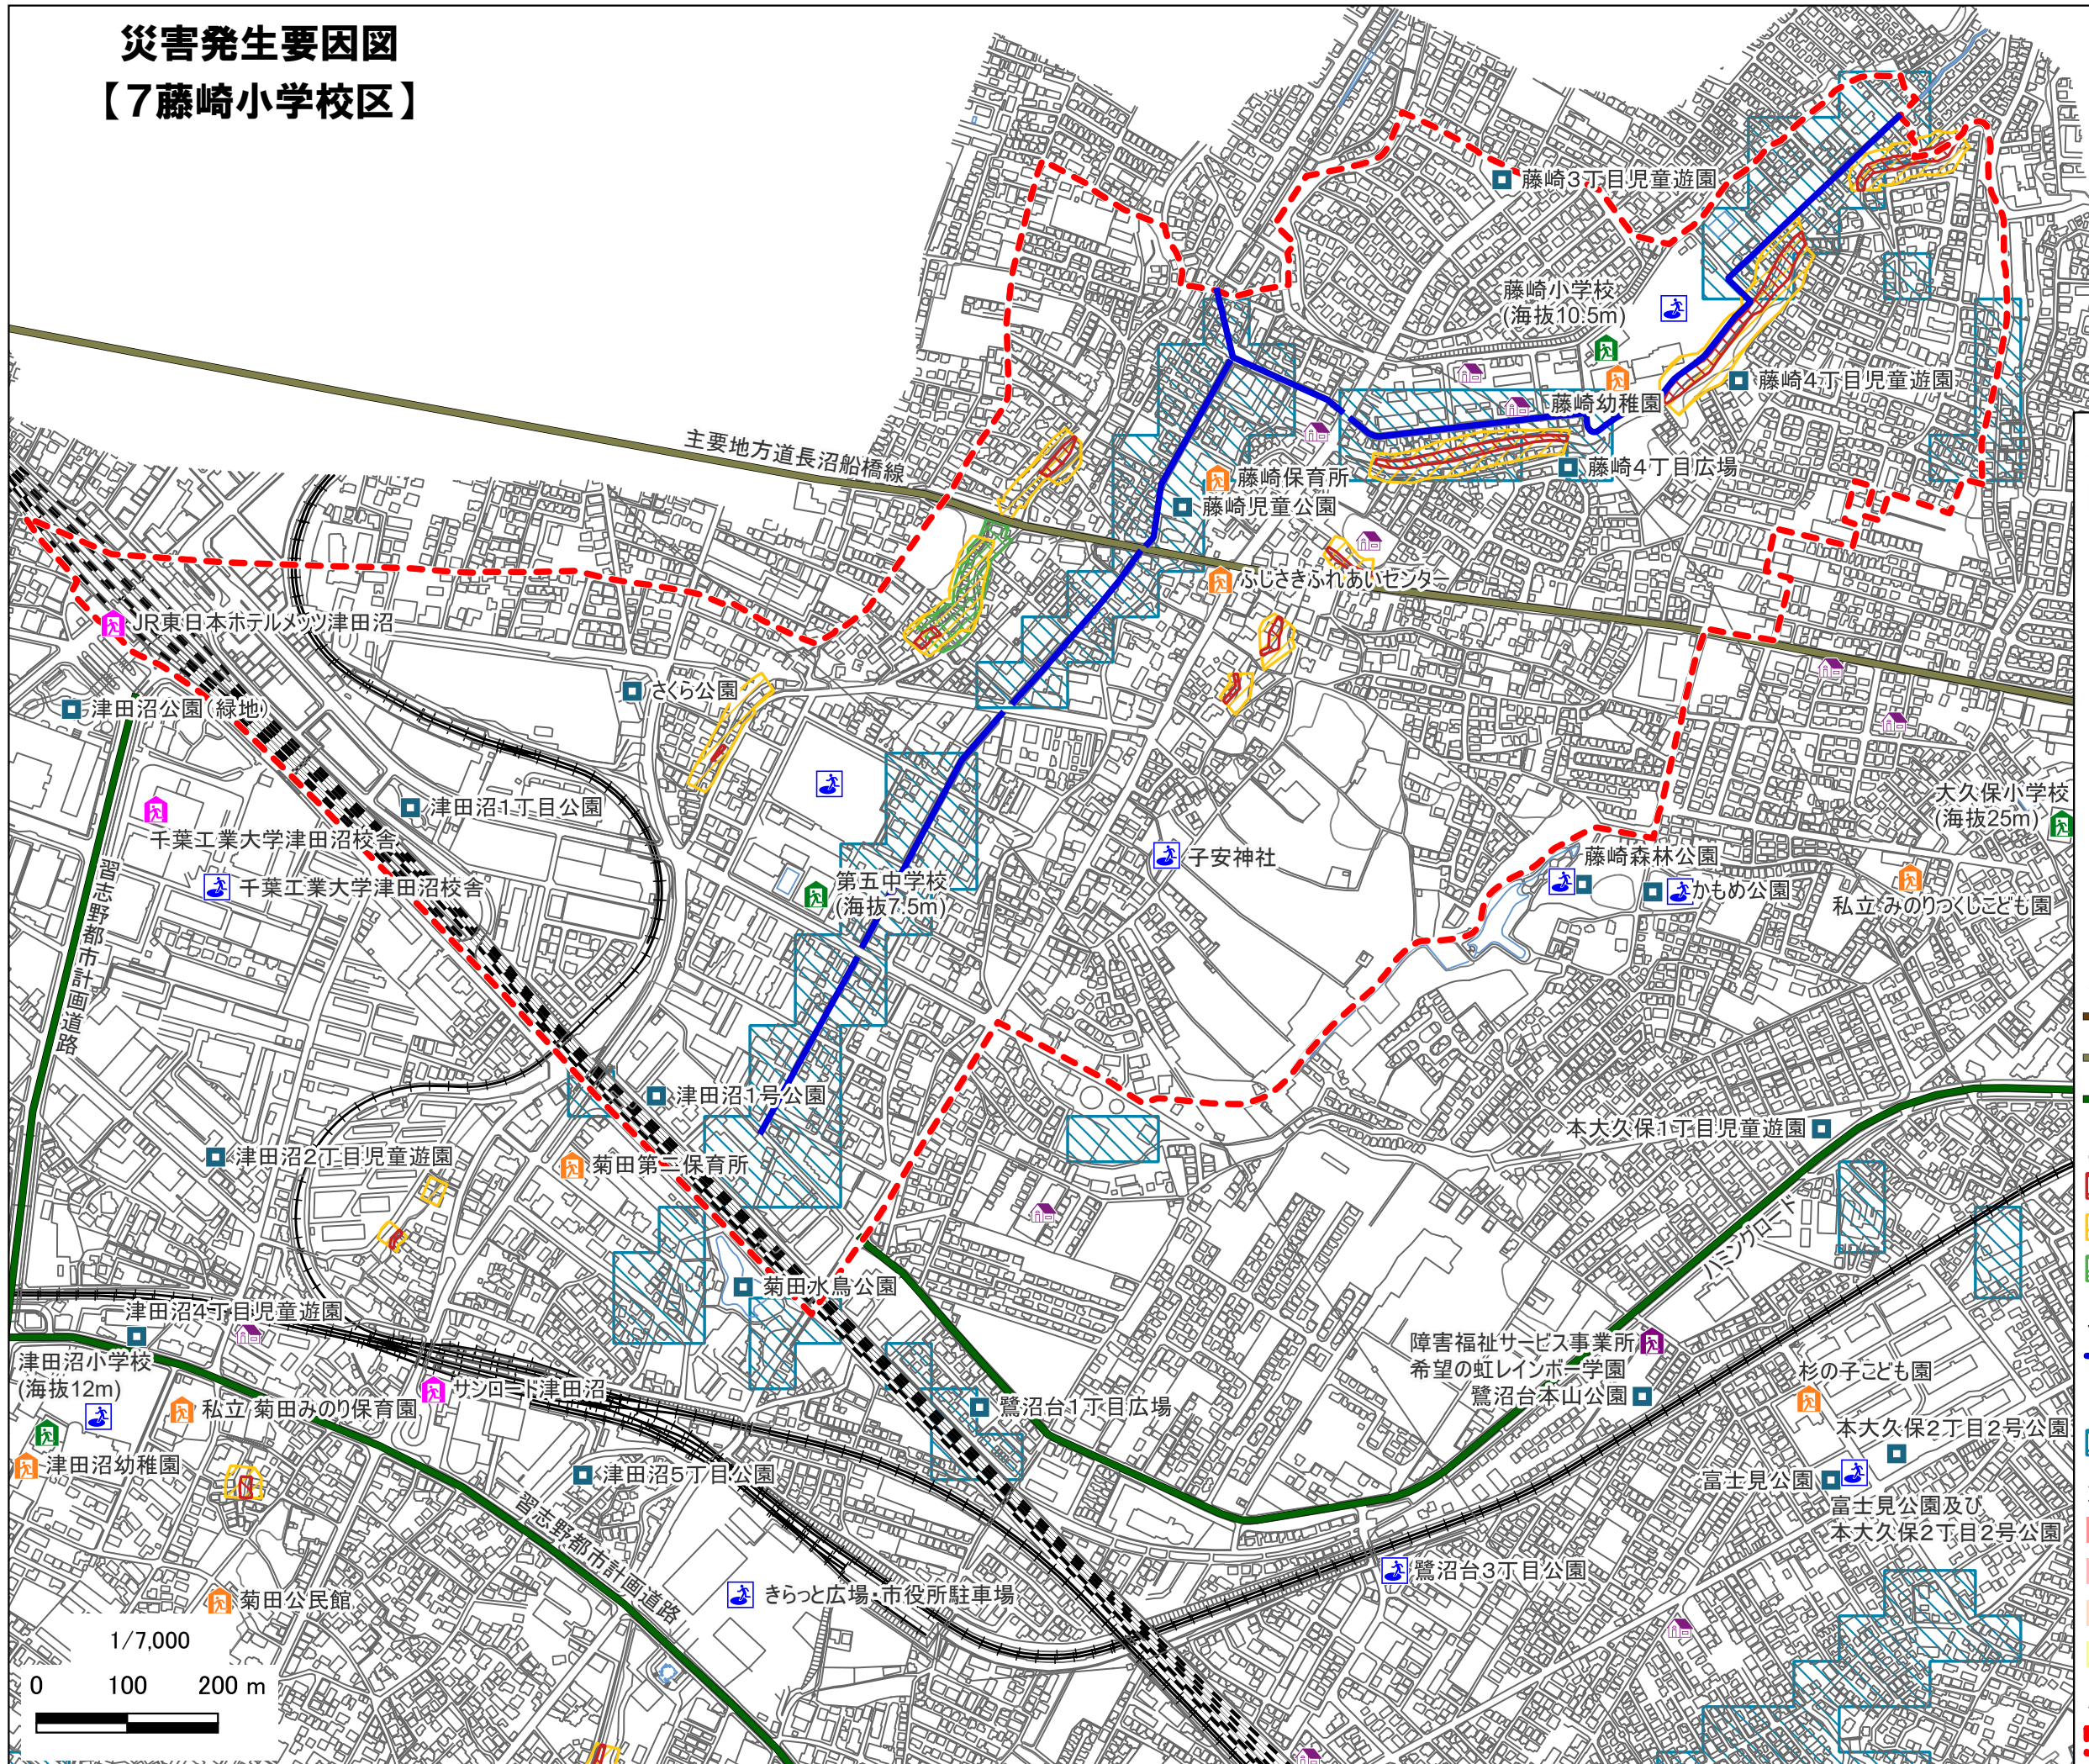 災害発生要因図
【７藤崎小学校区】
藤崎３丁目児童遊園
藤崎小学校
(海抜10.5m)
藤崎４丁目児童遊園
藤崎幼稚園
主要地方道長沼船橋線
藤崎保育所
藤崎４丁目広場
藤崎児童公園
ふじさきふれあいセンター
JR東日本ホテルメッツ津田沼
さくら公園
津田沼公園(緑地)
津田沼１丁目公園
大久保小学校
(海抜25m)
千葉工業大学津田沼校舎
千葉工業大学津田沼校舎
子安神社
藤崎森林公園
第五中学校
(海抜7.5m)
かもめ公園
私立 みのりつくしこども園
習志野都市計画道路
津田沼１号公園
本大久保１丁目児童遊園
津田沼２丁目児童遊園
菊田第二保育所
ハミングロード
菊田水鳥公園
津田沼４丁目児童遊園
障害福祉サービス事業所
希望の虹レインボー学園
津田沼小学校
(海抜12m)
サンロード津田沼
杉の子こども園
鷺沼台本山公園
私立 菊田みのり保育園
鷺沼台１丁目広場
本大久保２丁目２号公園
津田沼幼稚園
津田沼５丁目公園
富士見公園
富士見公園及び
本大久保２丁目２号公園
習志野都市計画道路
鷺沼台３丁目公園
きらっと広場・市役所駐車場
菊田公民館
1/7,000
0 100 200 m